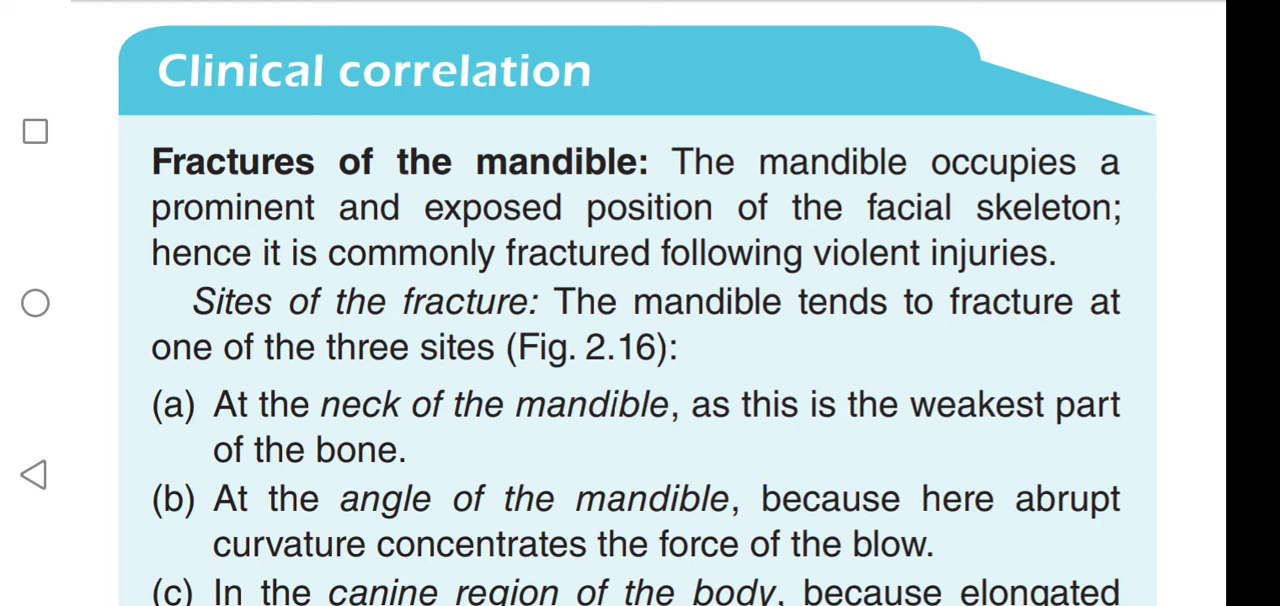 Clinical correlation
Fractures of the mandible: The mandible occupies a
prominent and exposed position of the facial skeleton;
hence it is commonly fractured following violent injuries.
Sites of the fracture: The mandible tends to fracture at
one of the three sites (Fig. 2.16):
(a) At the neck of the mandible, as this is the weakest part
of the bone.
(b) At the angle of the mandible, because here abrupt
curvature concentrates the force of the blow.
(c) In the canine region of the body, because elongated